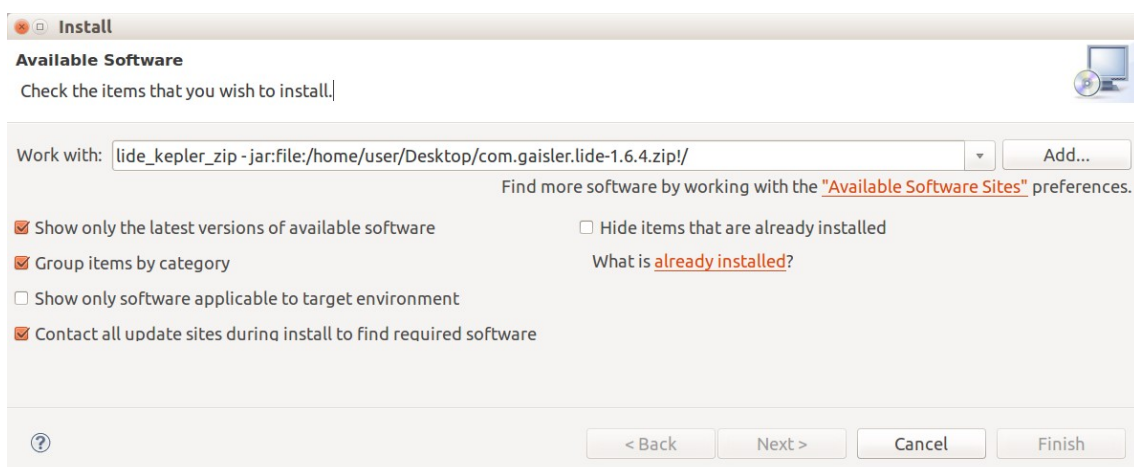 Install
Available Software
Check the items that you wish to install.
Work with: lide_kepler_zip - jar:file:/home/user/Desktop/com.gaisler.lide-1.6.4.zip!/ Add...
Find more software by working with the "Available Software Sites" preferences.
Show only the latest versions of available software
Hide items that are already installed
Group items by category
What is already installed?
Show only software applicable to target environment
Contact all update sites during install to find required software
? < Back Next > Cancel Finish